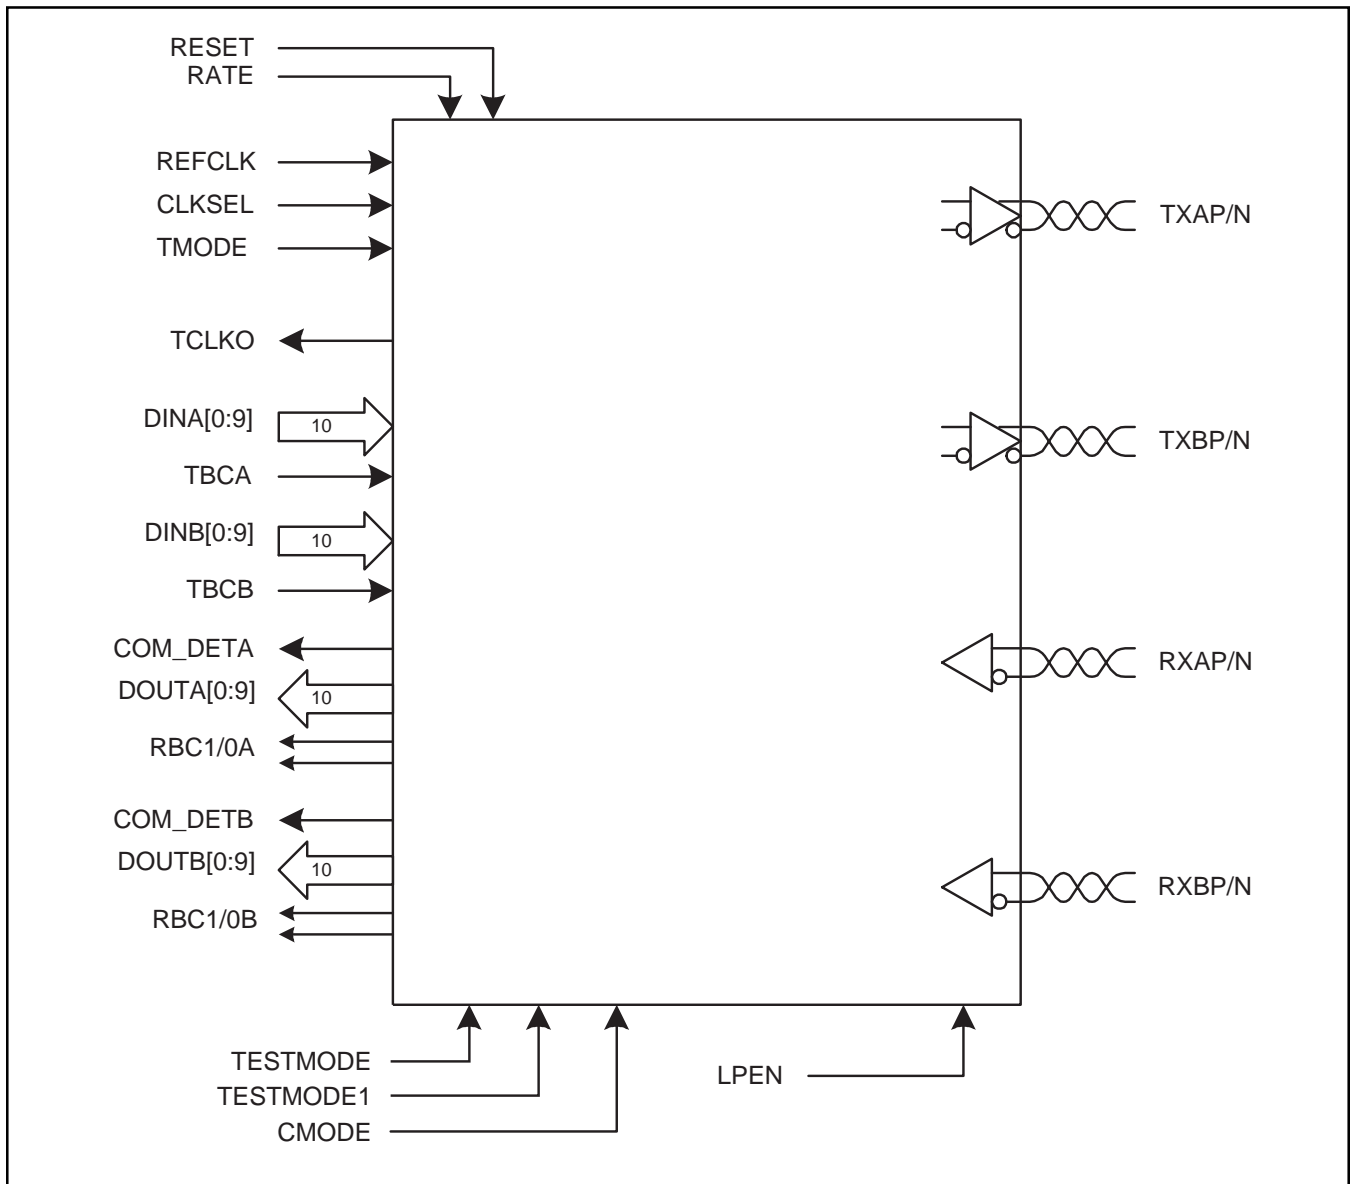 RESET
RATE
REFCLK
CLKSEL
TMODE
TCLKO
DINA[0:9]
10
TBCA
DINB[0:9]
10
TBCB
COM_DETA
DOUTA[0:9]
10
RBC1/0A
COM_DETB
DOUTB[0:9]
10
RBC1/0B
TXAP/N
TXBP/N
RXAP/N
RXBP/N
TESTMODE
TESTMODE1
CMODE
LPEN